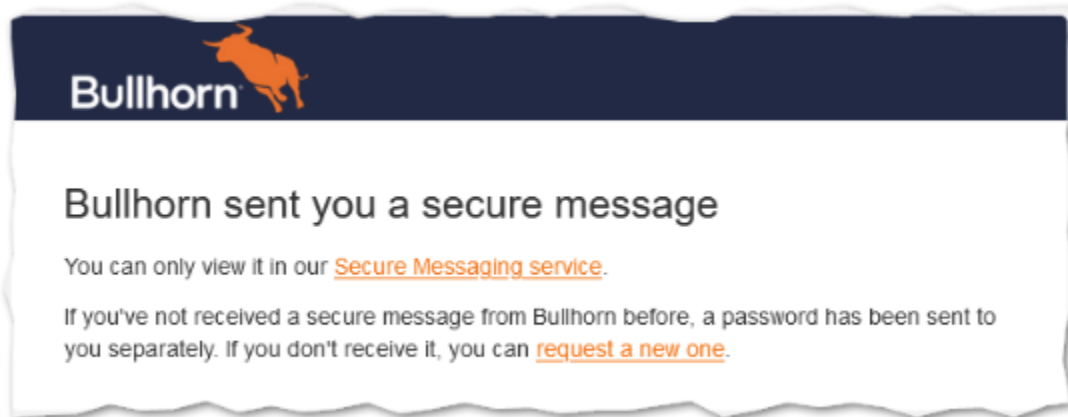 Bullhorn
Bullhorn sent you a secure message
You can only view it in our Secure Messaging service.
If you've not received a secure message from Bullhorn before, a password has been sent to
you separately. If you don't receive it, you can request a new one.